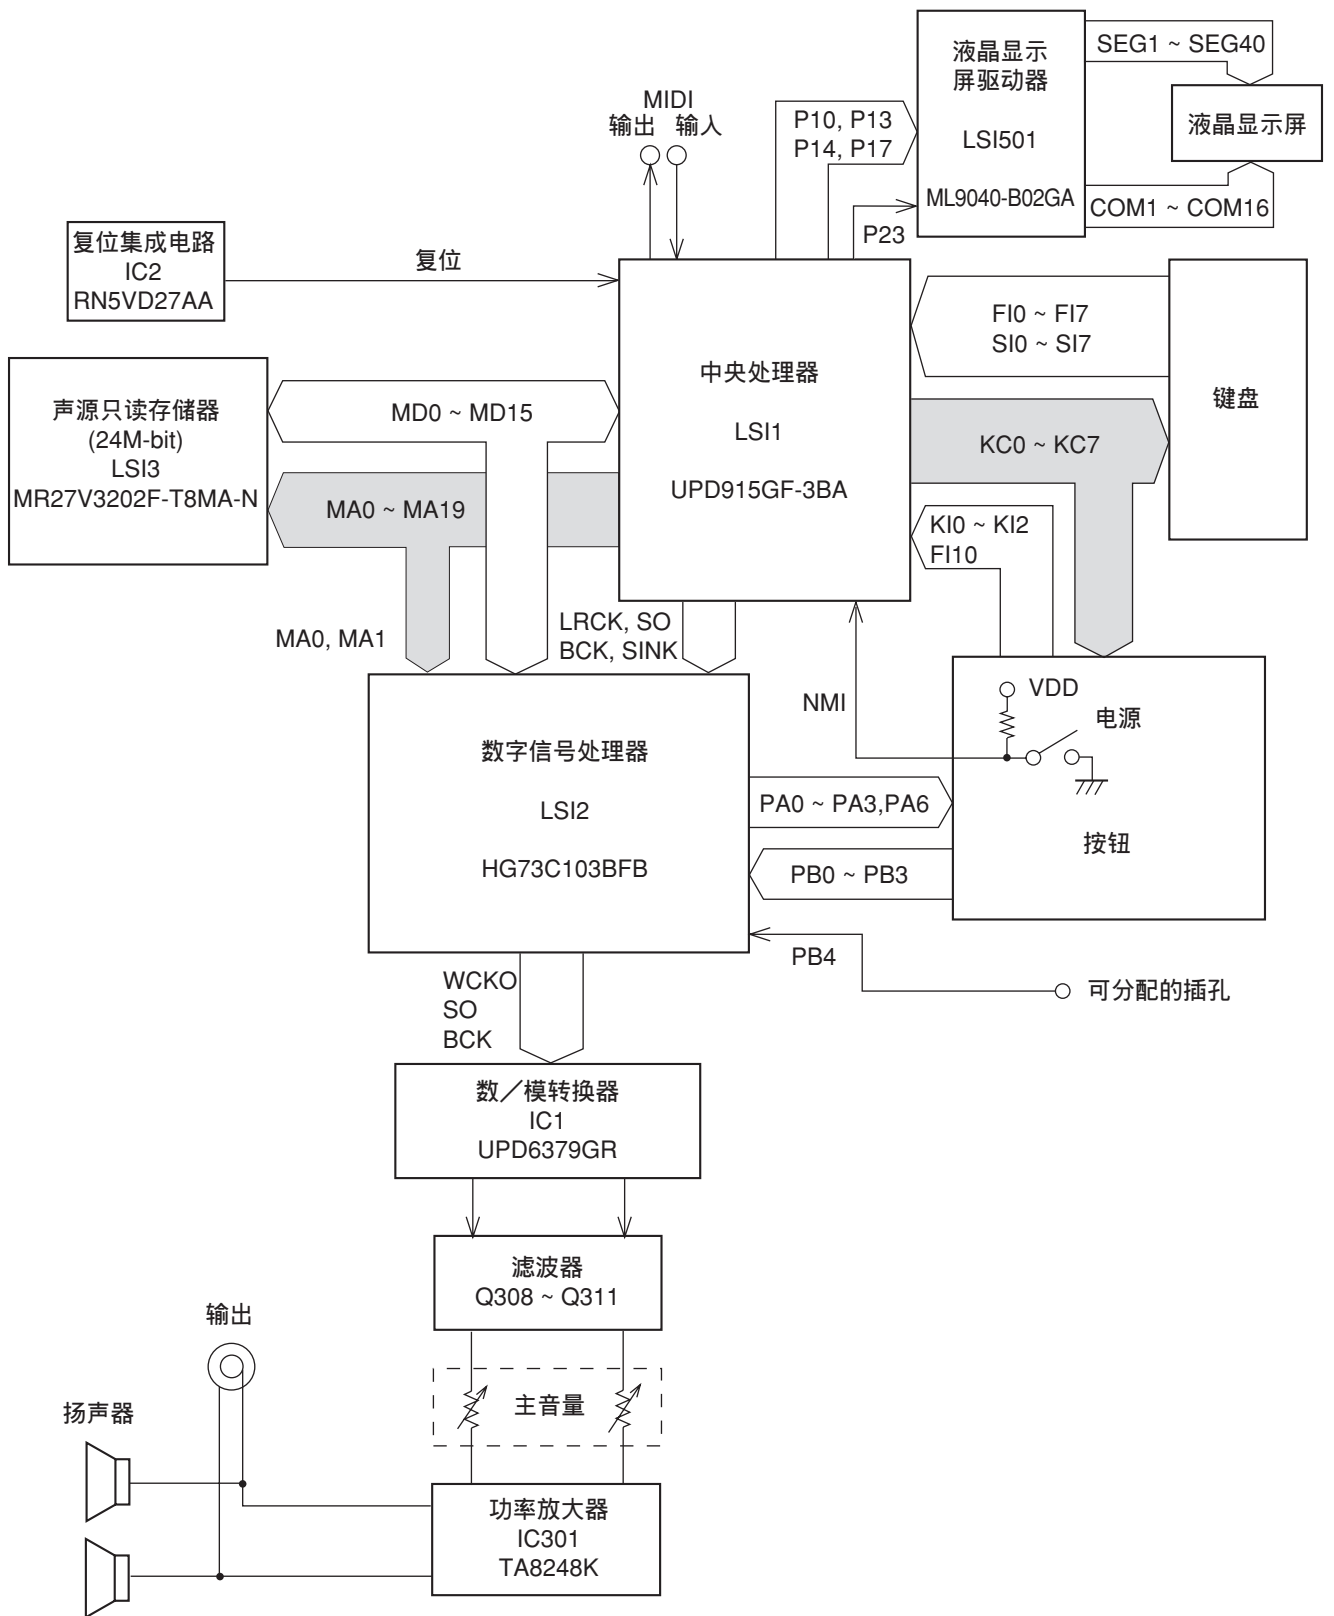 液晶显示
屏驱动器
LSI501
ML9040-B02GA
SEG1 ~ SEG40
液晶显示屏
COM1 ~ COM16
MIDI
输出 输入
P10, P13
P14, P17
P23
复位集成电路
IC2
RN5VD27AA
复位
声源只读存储器
(24M-bit)
LSI3
MR27V3202F-T8MA-N
MD0 ~ MD15
MA0 ~ MA19
中央处理器
LSI1
UPD915GF-3BA
FI0 ~ FI7
SI0 ~ SI7
KC0 ~ KC7
键盘
KI0 ~ KI2
FI10
MA0, MA1
LRCK, SO
BCK, SINK
NMI
VDD
电源
按钮
数字信号处理器
LSI2
HG73C103BFB
PA0 ~ PA3,PA6
PB0 ~ PB3
PB4
可分配的插孔
WCKO
SO
BCK
数／模转换器
IC1
UPD6379GR
滤波器
Q308 ~ Q311
输出
主音量
扬声器
功率放大器
IC301
TA8248K